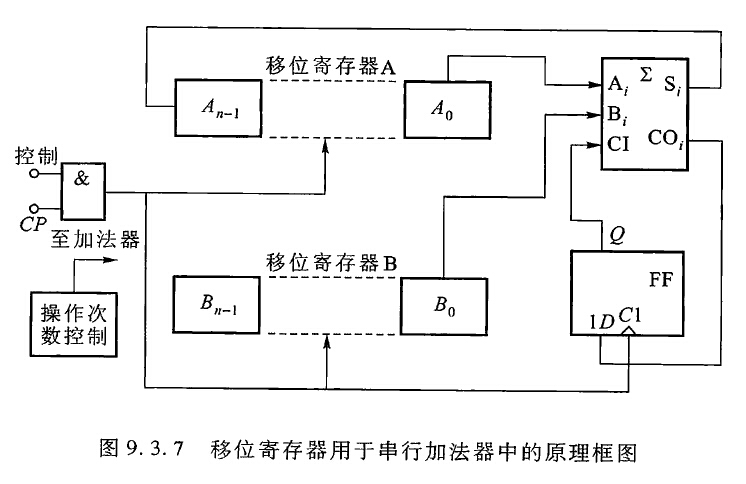 移位寄存器A
A_{n-1}
A_0
A_i
Σ
S_i
B_i
CI
CO_i
控制
&
CP
至加法器
移位寄存器B
Q
FF
B_{n-1}
B_0
1D
C1
操作次
数控制
图 9.3.7 移位寄存器用于串行加法器中的原理框图